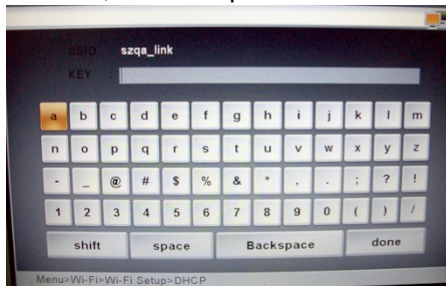 SSID szqa_link
KEY
a b c d e f g h i j k l m
n o p q r s t u v w x y z
- _ @ # $ % & * , . ; ? !
1 2 3 4 5 6 7 8 9 0 ( ) /
shift space Backspace done
Menu>Wi-Fi>Wi-Fi Setup>DHCP